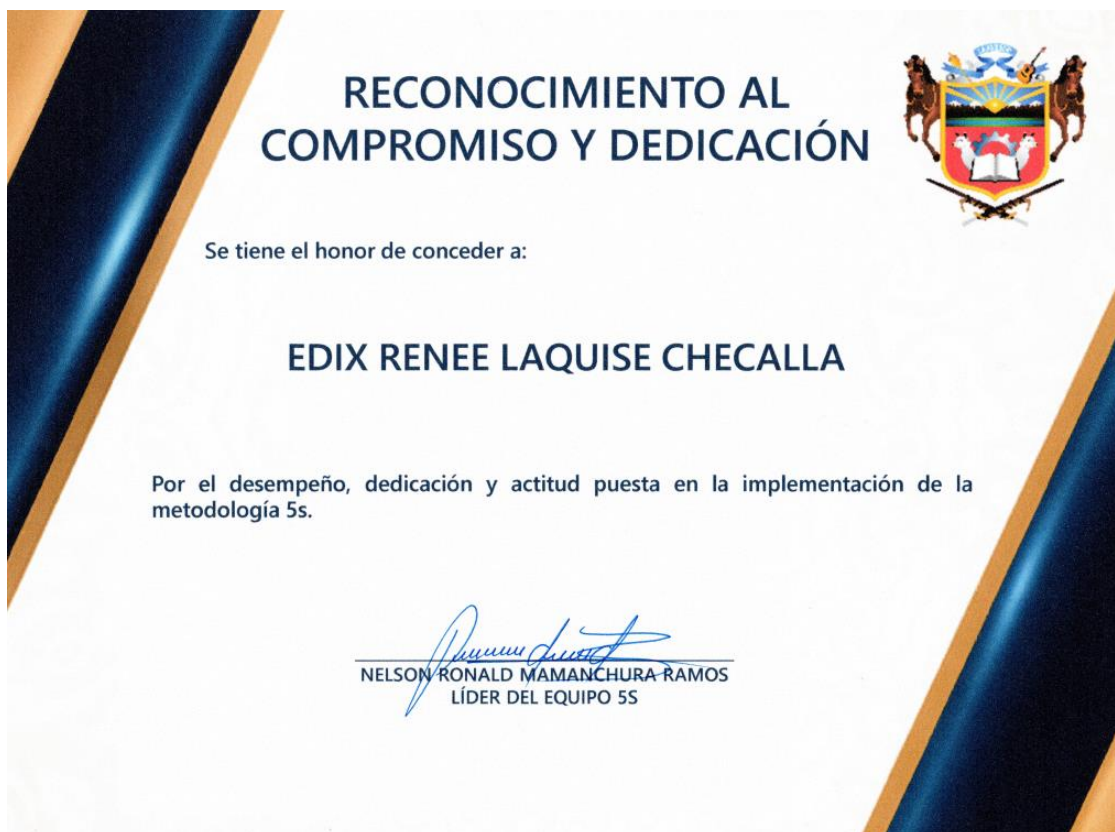 RECONOCIMIENTO AL
COMPROMISO Y DEDICACIÓN
Se tiene el honor de conceder a:
EDIX RENEE LAQUISE CHECALLA
Por el desempeño, dedicación y actitud puesta en la implementación de la
metodología 5s.
NELSON RONALD MAMANCHURA RAMOS
LÍDER DEL EQUIPO 5S